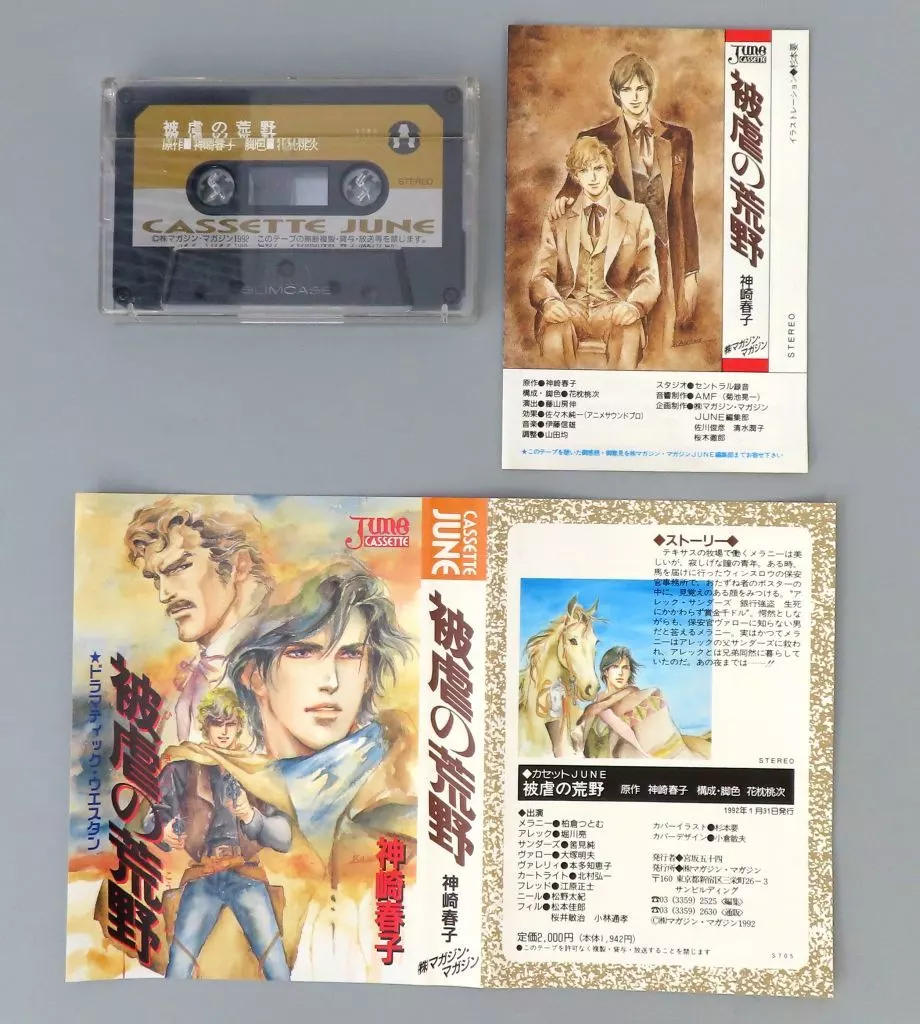 被虐の荒野
原作■神崎春子 脚色■花枕桃次
STEREO
CASSETTE JUNE
©㈱マガジン・マガジン1992 このテープの無断複製・貸与・放送等を禁じます。
SLIMCASE
JUNE
CASSETTE
被虐の荒野
神崎春子
㈱マガジン・マガジン
イラストレーション◆杉本要
STEREO
原作●神崎春子
構成・脚色●花枕桃次
演出●藤山房伸
効果●佐々木純一(アニメサウンドプロ)
音楽●伊藤信雄
調整●山田均
スタジオ●セントラル録音
音響制作●AMF(菊池晃一)
企画制作●㈱マガジン・マガジン
JUNE編集部
佐川俊彦 清水潤子
桜木徹郎
★このテープを聴いた御感想・御意見を㈱マガジン・マガジンJUNE編集部までお寄せ下さい
JUNE
CASSETTE
★ドラマティック・ウエスタン
被虐の荒野
神崎春子
CASSETTE
JUNE
被虐の荒野
神崎春子
㈱マガジン・マガジン
◆ストーリー◆
テキサスの牧場で働くメラニーは美
しいが、寂しげな瞳の青年。ある時、
馬を届けに行ったウィンスロウの保安
官事務所で、おたずね者のポスターの
中に、見覚えのある顔をみつける。"ア
レック・サンダーズ 銀行強盗 生死
にかかわらず賞金千ドル"。愕然としな
がらも、保安官ヴァローに知らない男
だと答えるメラニー。実はかつてメラ
ニーはアレックの父サンダーズに救わ
れ、アレックとは兄弟同然に暮らして
いたのだ。あの夜までは――!!
STEREO
◆カセットJUNE
被虐の荒野 原作 神崎春子 構成・脚色 花枕桃次
1992年1月31日発行
◆出演
メラニー●柏倉つとむ
アレック●堀川亮
サンダーズ●筈見純
ヴァロー●大塚明夫
ヴァレリィ●本多知恵子
カートライト●北村弘一
フレッド●江原正士
ニール●松野太紀
フィル●松本佳郎
桜井敏治 小林通孝
カバーイラスト●杉本要
カバーデザイン●小倉敏夫
発行者◆宮坂五十四
発行所◆㈱マガジン・マガジン
〒160 東京都新宿区三栄町26-3
サンビルディング
☎03(3359)2525〈編集〉
☎03(3359)2630〈通販〉
©㈱マガジン・マガジン1992
定価2,000円(本体1,942円)
●このテープを許可なく複製・貸与・放送することを禁じます
S705